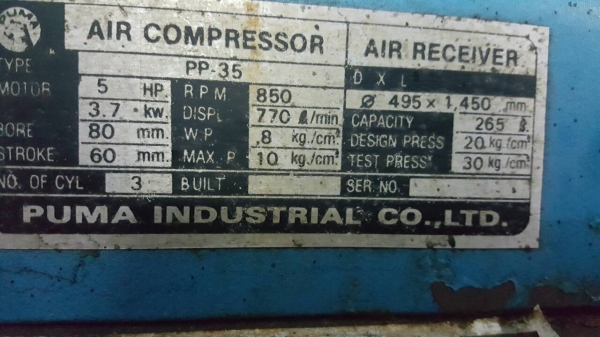 PUMA
AIR COMPRESSOR
TYPE PP-35
MOTOR 5 HP.
3.7 kw.
BORE 80 mm.
STROKE 60 mm.
NO. OF CYL 3
R P M 850
DISPL 770 ℓ/min.
W.P. 8 kg./cm²
MAX. P 10 kg./cm²
BUILT
AIR RECEIVER
D X L
Ø 495 x 1,450 mm
CAPACITY 265 ℓ.
DESIGN PRESS 20 kg/cm²
TEST PRESS 30 kg/cm²
SER NO.
PUMA INDUSTRIAL CO.,LTD.